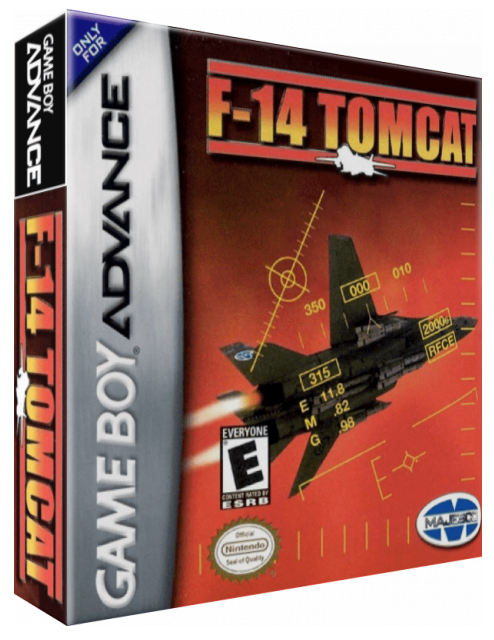 GAME BOY
ADVANCE
F-14 TOMCAT
ONLY
FOR
GAME BOY ADVANCE
F-14 TOMCAT
350
000
010
2000
RFCE
315
E 11.8
M .82
G .98
E
EVERYONE
E
CONTENT RATED BY
ESRB
Official
Nintendo
Seal of Quality
MAJESCO